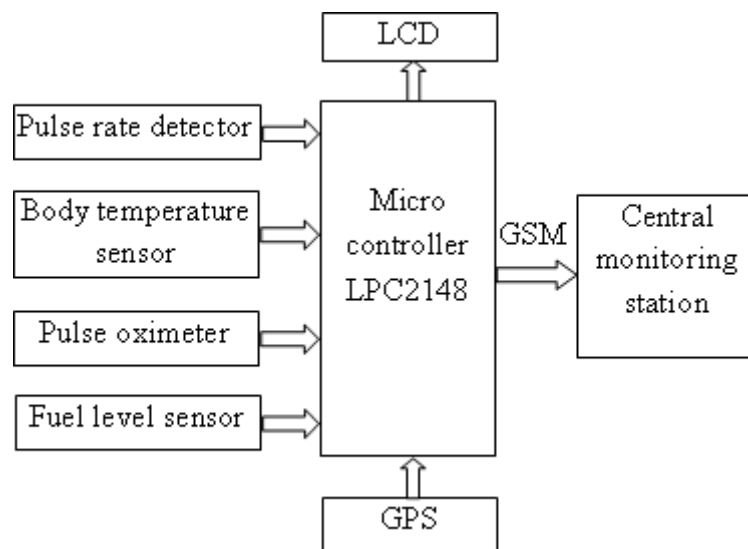 LCD
Pulse rate detector
Body temperature
sensor
Pulse oximeter
Fuel level sensor
Micro
controller
LPC2148
GSM
Central
monitoring
station
GPS